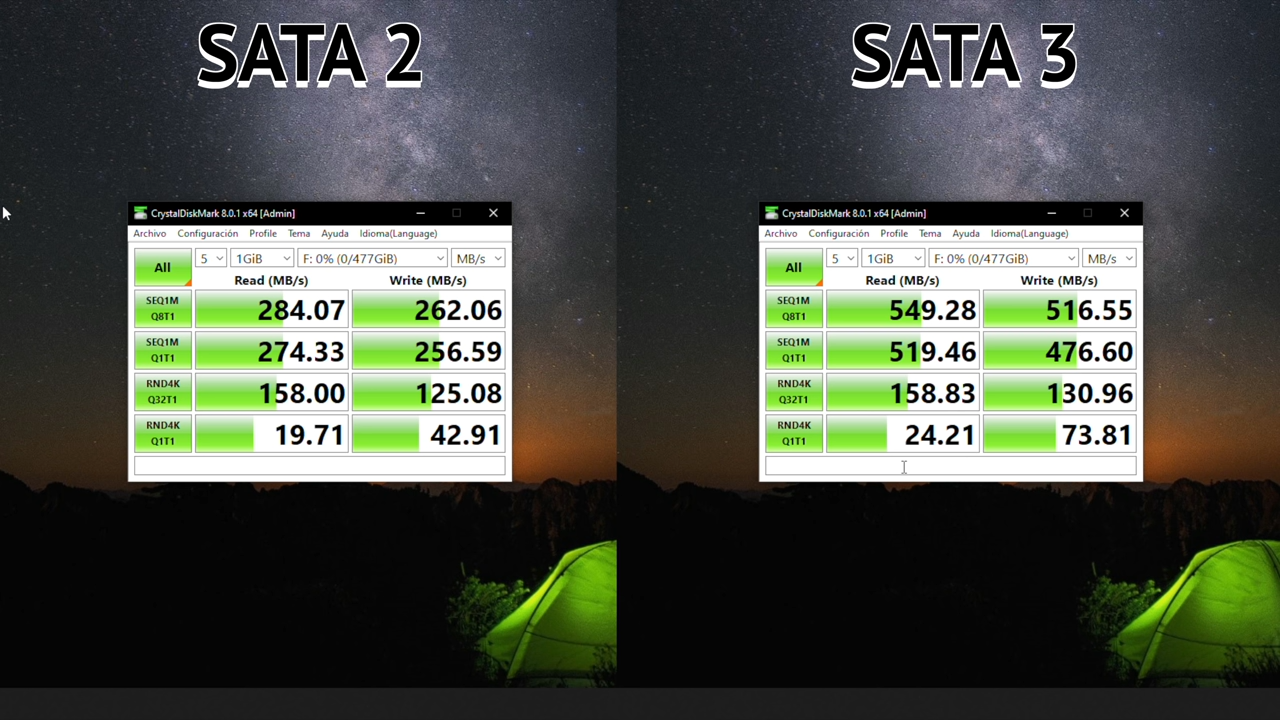 SATA 2
CrystalDiskMark 8.0.1 x64 [Admin]
Archivo Configuración Profile Tema Ayuda Idioma(Language)
All 5 1GiB F: 0% (0/477GiB) MB/s
Read (MB/s) Write (MB/s)
SEQ1M
Q8T1
284.07 262.06
SEQ1M
Q1T1
274.33 256.59
RND4K
Q32T1
158.00 125.08
RND4K
Q1T1
19.71 42.91
SATA 3
CrystalDiskMark 8.0.1 x64 [Admin]
Archivo Configuración Profile Tema Ayuda Idioma(Language)
All 5 1GiB F: 0% (0/477GiB) MB/s
Read (MB/s) Write (MB/s)
SEQ1M
Q8T1
549.28 516.55
SEQ1M
Q1T1
519.46 476.60
RND4K
Q32T1
158.83 130.96
RND4K
Q1T1
24.21 73.81